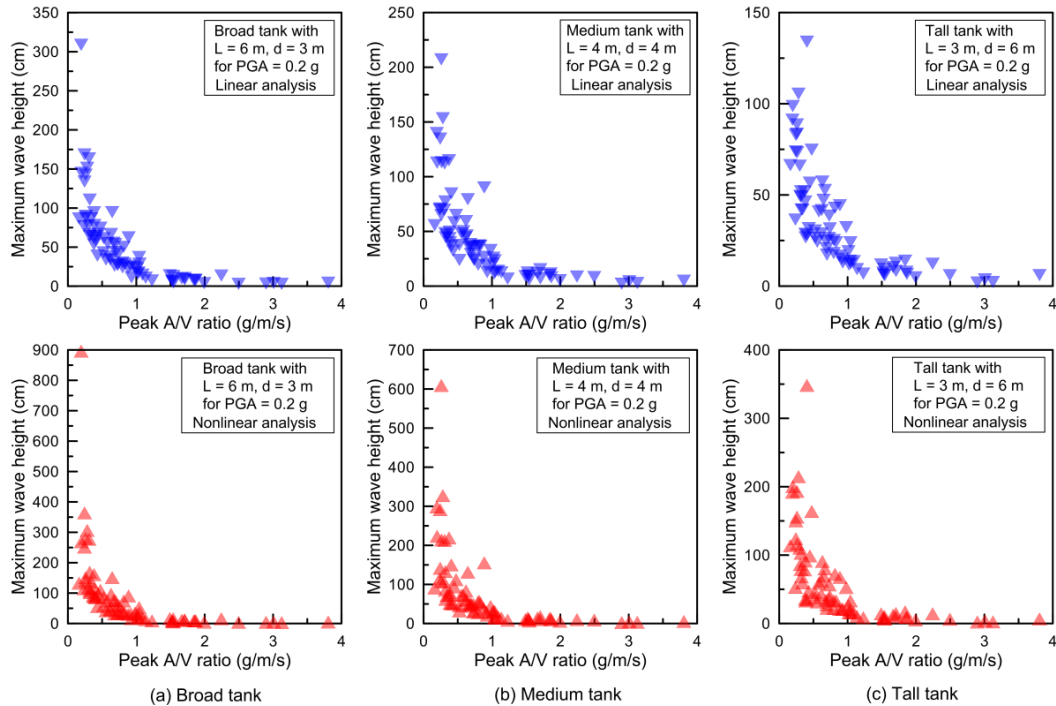 350
300
250
200
150
100
50
0
Maximum wave height (cm)
Broad tank with
L = 6 m, d = 3 m
for PGA = 0.2 g
Linear analysis
0 1 2 3 4
Peak A/V ratio (g/m/s)
250
200
150
100
50
0
Maximum wave height (cm)
Medium tank with
L = 4 m, d = 4 m
for PGA = 0.2 g
Linear analysis
0 1 2 3 4
Peak A/V ratio (g/m/s)
150
100
50
0
Maximum wave height (cm)
Tall tank with
L = 3 m, d = 6 m
for PGA = 0.2 g
Linear analysis
0 1 2 3 4
Peak A/V ratio (g/m/s)
900
800
700
600
500
400
300
200
100
0
Maximum wave height (cm)
Broad tank with
L = 6 m, d = 3 m
for PGA = 0.2 g
Nonlinear analysis
0 1 2 3 4
Peak A/V ratio (g/m/s)
(a) Broad tank
700
600
500
400
300
200
100
0
Maximum wave height (cm)
Medium tank with
L = 4 m, d = 4 m
for PGA = 0.2 g
Nonlinear analysis
0 1 2 3 4
Peak A/V ratio (g/m/s)
(b) Medium tank
400
300
200
100
0
Maximum wave height (cm)
Tall tank with
L = 3 m, d = 6 m
for PGA = 0.2 g
Nonlinear analysis
0 1 2 3 4
Peak A/V ratio (g/m/s)
(c) Tall tank